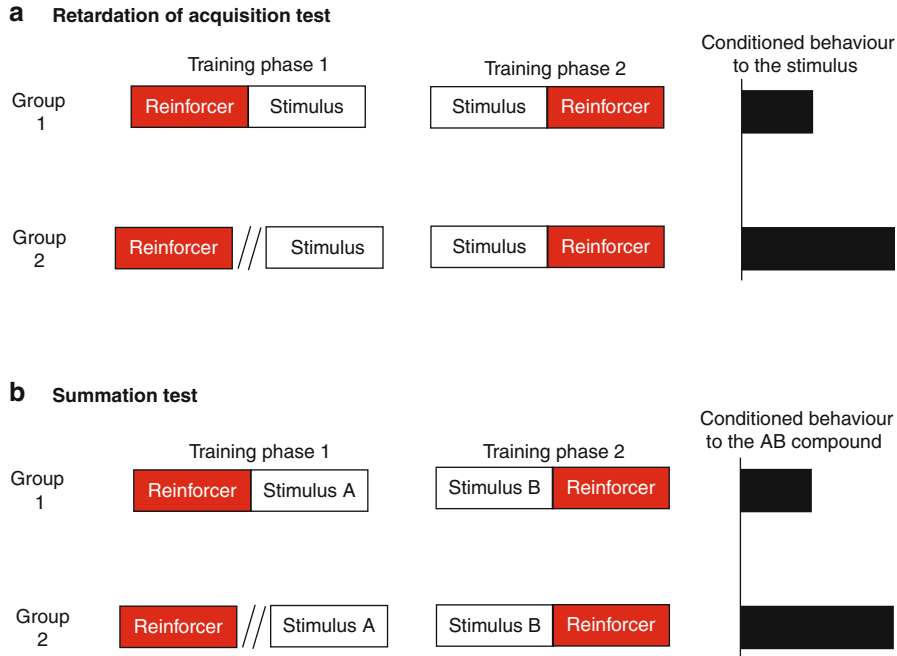 a Retardation of acquisition test
Conditioned behaviour
to the stimulus
Training phase 1
Training phase 2
Group
1
Reinforcer
Stimulus
Stimulus
Reinforcer
Group
2
Reinforcer
//
Stimulus
Stimulus
Reinforcer
b Summation test
Conditioned behaviour
to the AB compound
Training phase 1
Training phase 2
Group
1
Reinforcer
Stimulus A
Stimulus B
Reinforcer
Group
2
Reinforcer
//
Stimulus A
Stimulus B
Reinforcer